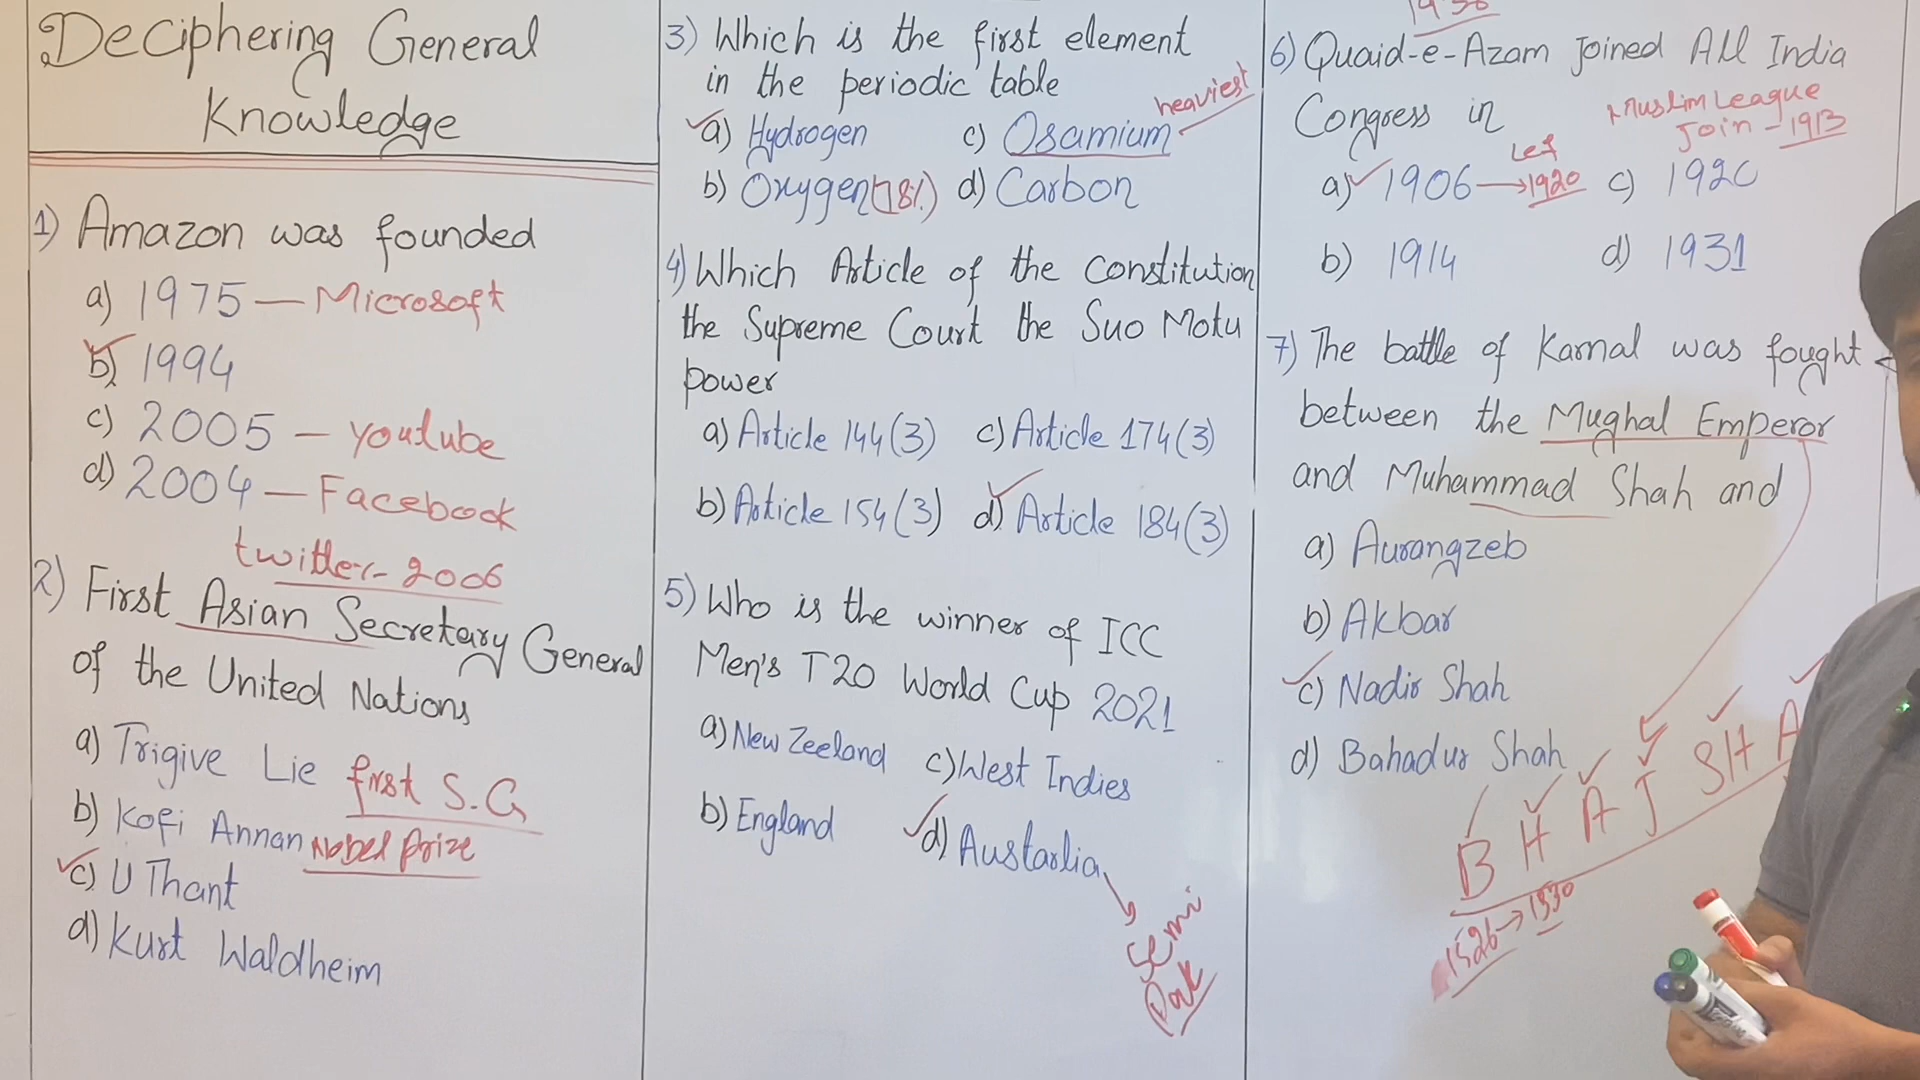 Deciphering General
Knowledge
1) Amazon was founded
a) 1975 — Microsoft
b) 1994
c) 2005 — youtube
d) 2004 — Facebook
twitter - 2006
2) First Asian Secretary General
of the United Nations
a) Trigive Lie first S.G
b) Kofi Annan Nobel Prize
c) U Thant
d) Kurt Waldheim
3) Which is the first element
in the periodic table
heaviest
a) Hydrogen c) Osamium
b) Oxygen d) Carbon
4) Which Article of the constitution
the Supreme Court the Suo Motu
power
a) Article 144(3) c) Article 174(3)
b) Article 154(3) d) Article 184(3)
5) Who is the winner of ICC
Men's T20 World Cup 2021
a) New Zeeland c) West Indies
b) England d) Austarlia
Semi
Pak
6) Quaid-e-Azam joined All India
Congress in
Muslim League
Join - 1913
a) 1906 → 1920 c) 1920
b) 1914 d) 1931
7) The battle of Karnal was fought
between the Mughal Emperor
and Muhammad Shah and
a) Aurangzeb
b) Akbar
c) Nadir Shah
d) Bahadur Shah
B H A J SH A
1526 →